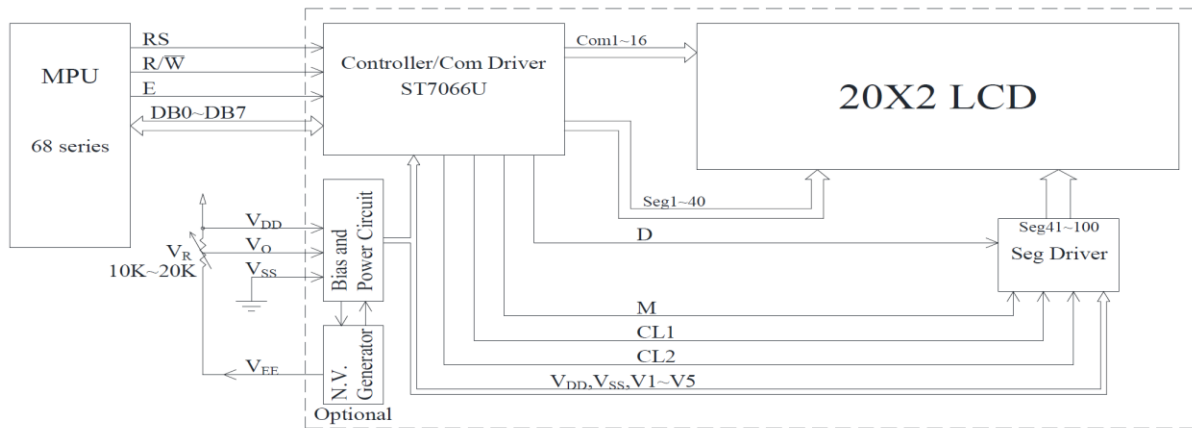 MPU
68 series
RS
R/W̅
E
DB0~DB7
Controller/Com Driver
ST7066U
Com1~16
20X2 LCD
Seg1~40
D
Seg41~100
Seg Driver
M
CL1
CL2
VDD,VSS,V1~V5
VDD
VO
VSS
VR
10K~20K
VEE
Bias and
Power Circuit
N.V.
Generator
Optional